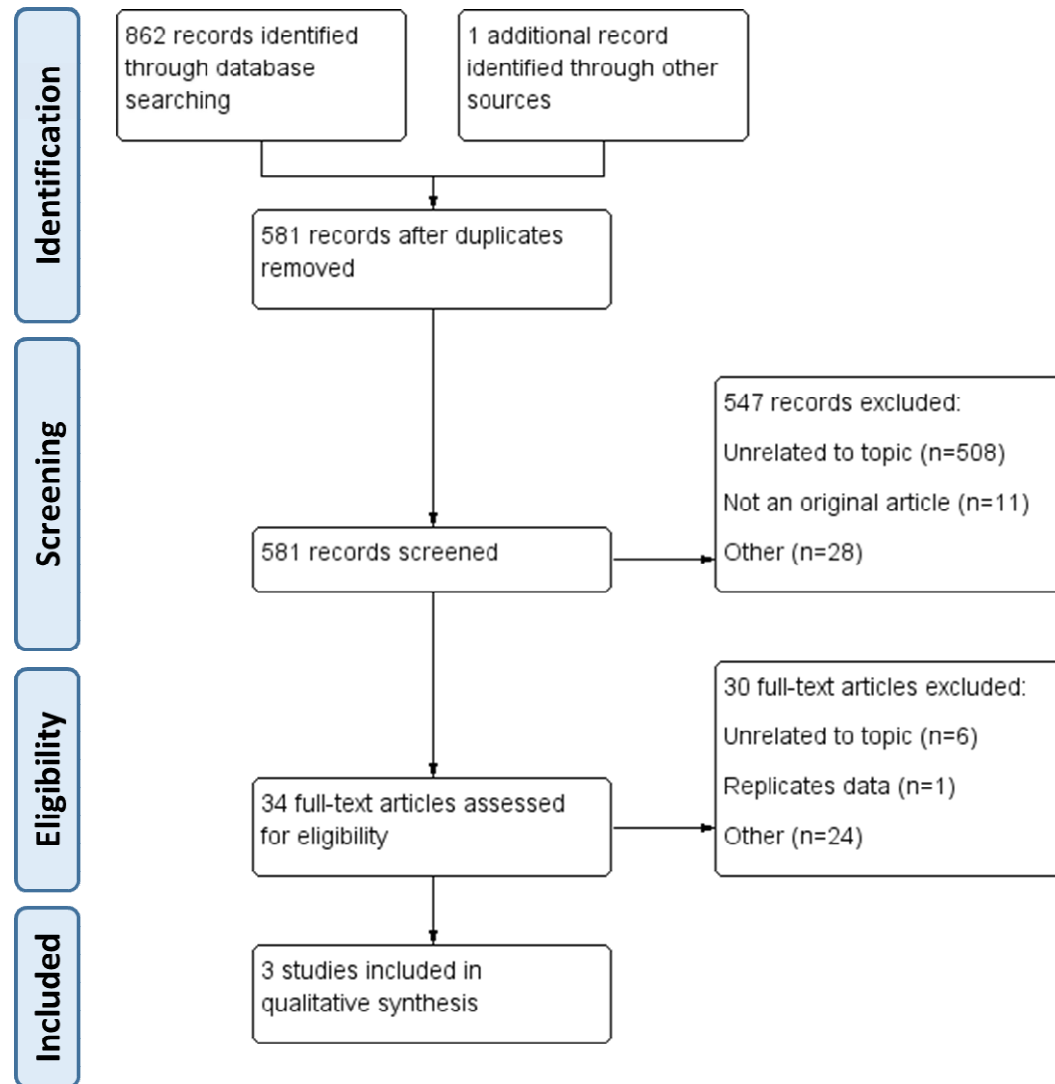 Identification
862 records identified
through database
searching
1 additional record
identified through other
sources
581 records after duplicates
removed
Screening
581 records screened
547 records excluded:
Unrelated to topic (n=508)
Not an original article (n=11)
Other (n=28)
Eligibility
34 full-text articles assessed
for eligibility
30 full-text articles excluded:
Unrelated to topic (n=6)
Replicates data (n=1)
Other (n=24)
Included
3 studies included in
qualitative synthesis